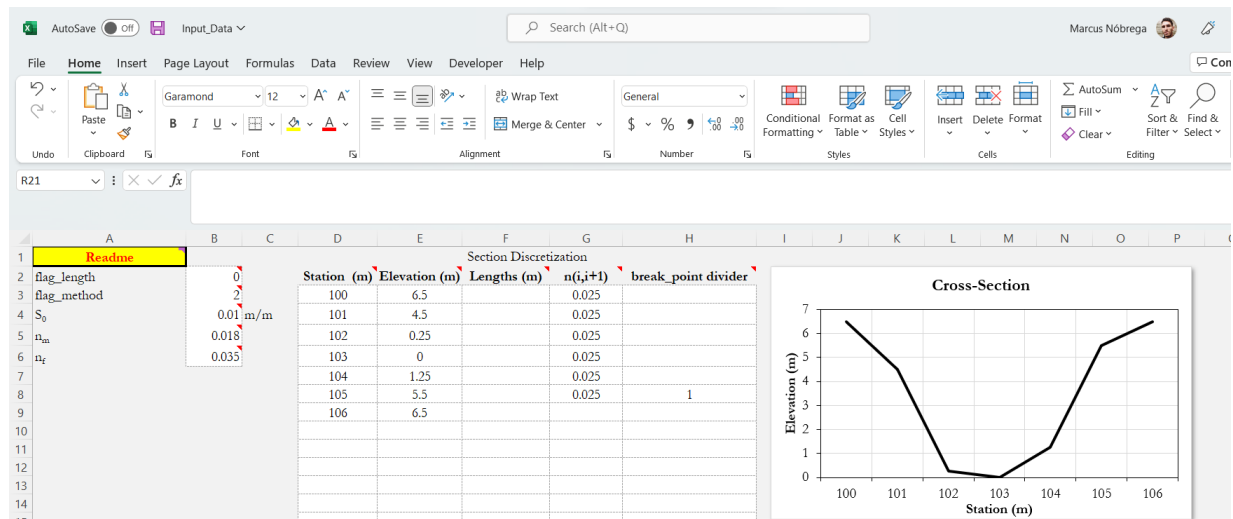 AutoSave Off Input_Data Search (Alt+Q) Marcus Nóbrega
File Home Insert Page Layout Formulas Data Review View Developer Help
Garamond 12 A A Wrap Text General AutoSum
Paste B I U A Merge & Center $ % 9 .00 Conditional Format as Cell Insert Delete Format Fill Sort & Find &
Formatting Table Styles Clear Filter Select
Undo Clipboard Font Alignment Number Styles Cells Editing
R21 fx
A B C D E F G H I J K L M N O P
1 Readme Section Discretization
2 flag_length 0 Station (m) Elevation (m) Lengths (m) n(i,i+1) break_point divider
3 flag_method 2 100 6.5 0.025
4 S0 0.01 m/m 101 4.5 0.025
5 nm 0.018 102 0.25 0.025
6 nf 0.035 103 0 0.025
7 104 1.25 0.025
8 105 5.5 0.025 1
9 106 6.5
10
11
12
13
14
Cross-Section
7
6
5
4
3
2
1
0
Elevation (m)
100 101 102 103 104 105 106
Station (m)